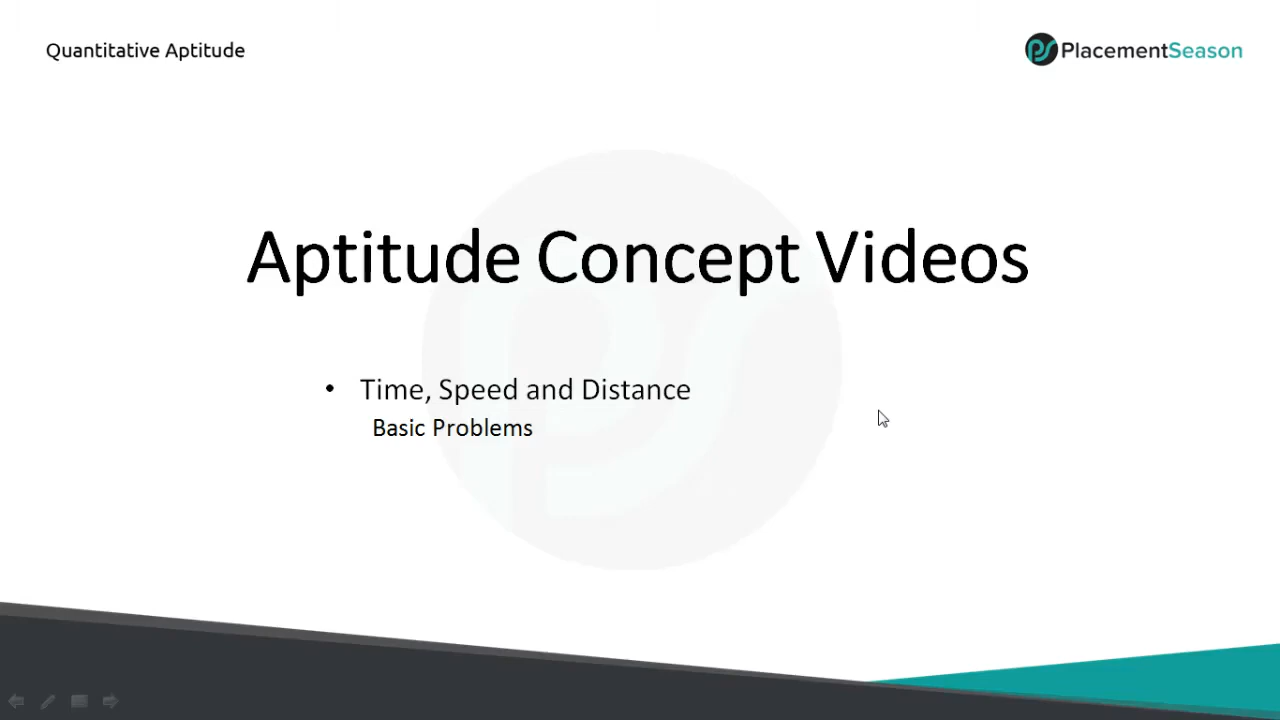 Quantitative Aptitude
PlacementSeason
Aptitude Concept Videos
• Time, Speed and Distance
Basic Problems